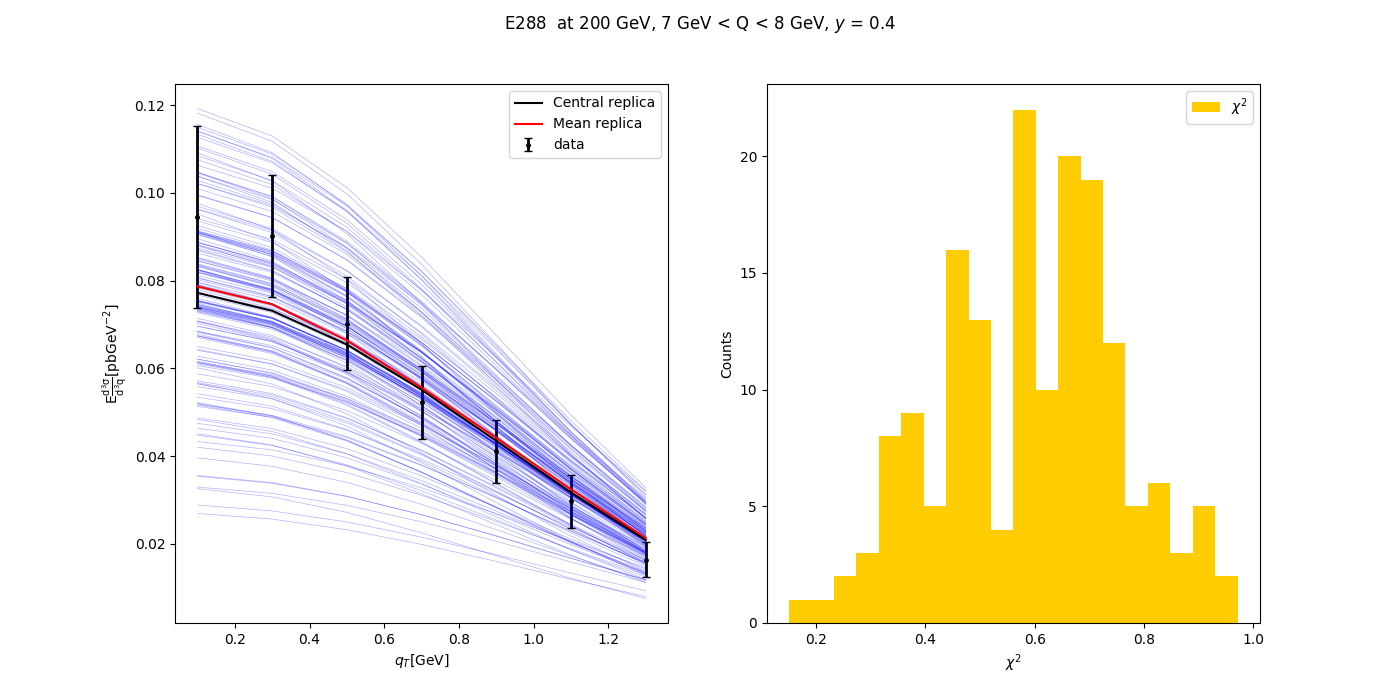 E288  at 200 GeV, 7 GeV < Q < 8 GeV, y = 0.4
Central replica
Mean replica
data
0.12
0.10
0.08
0.06
0.04
0.02
E d³σ/d³q [pbGeV⁻²]
0.2 0.4 0.6 0.8 1.0 1.2
q_T[GeV]
χ²
20
15
10
5
0
Counts
0.2 0.4 0.6 0.8 1.0
χ²